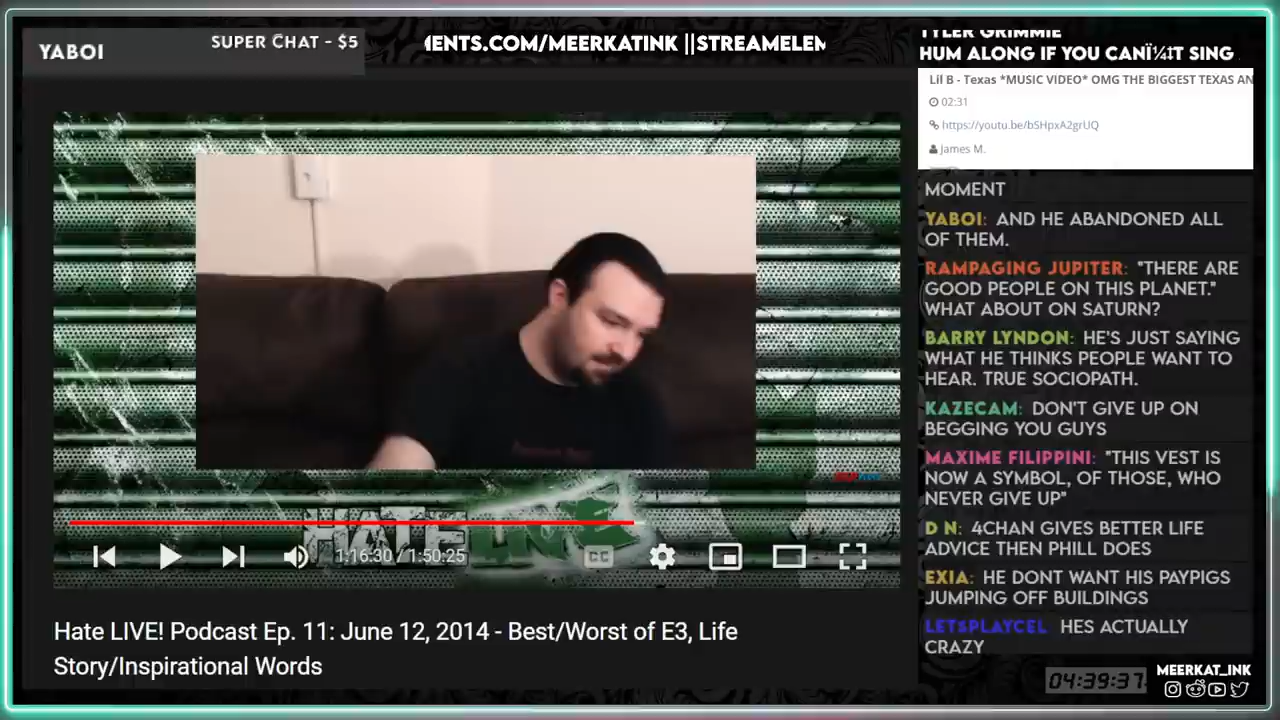 YABOI
SUPER CHAT - $5
MENTS.COM/MEERKATINK ||STREAMELEM
TYLER GRIMMIE
HUM ALONG IF YOU CANÏ¼‡T SING
Lil B - Texas *MUSIC VIDEO* OMG THE BIGGEST TEXAS AN
02:31
https://youtu.be/bSHpxA2grUQ
James M.
MOMENT
YABOI: AND HE ABANDONED ALL
OF THEM.
RAMPAGING JUPITER: "THERE ARE
GOOD PEOPLE ON THIS PLANET."
WHAT ABOUT ON SATURN?
BARRY LYNDON: HE'S JUST SAYING
WHAT HE THINKS PEOPLE WANT TO
HEAR. TRUE SOCIOPATH.
KAZECAM: DON'T GIVE UP ON
BEGGING YOU GUYS
MAXIME FILIPPINI: "THIS VEST IS
NOW A SYMBOL, OF THOSE, WHO
NEVER GIVE UP"
D N: 4CHAN GIVES BETTER LIFE
ADVICE THEN PHILL DOES
EXIA: HE DONT WANT HIS PAYPIGS
JUMPING OFF BUILDINGS
LETSPLAYCEL: HES ACTUALLY
CRAZY
HATE LIVE
1:16:30 / 1:50:25
CC
Hate LIVE! Podcast Ep. 11: June 12, 2014 - Best/Worst of E3, Life
Story/Inspirational Words
04:39:37
MEERKAT_INK